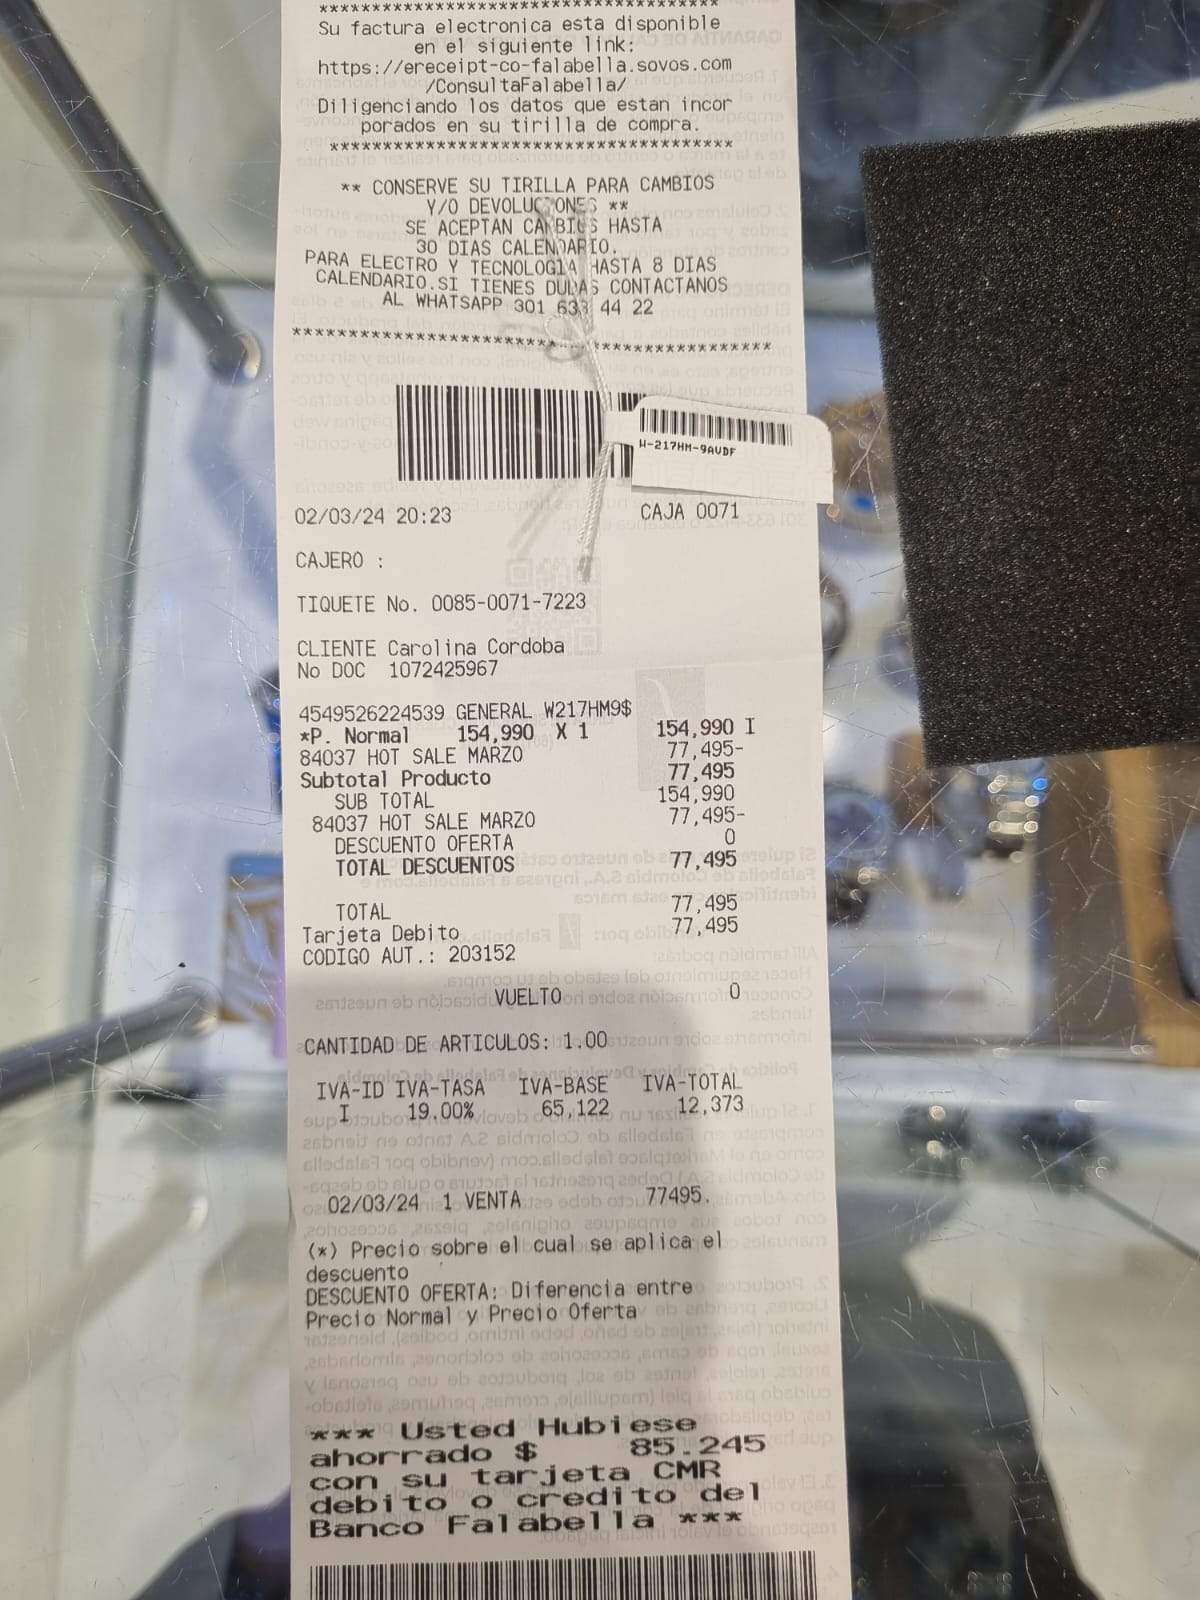 ***********************************
Su factura electronica esta disponible
en el siguiente link:
https://ereceipt-co-falabella.sovos.com
/ConsultaFalabella/
Diligenciando los datos que estan incor
porados en su tirilla de compra.
***********************************
** CONSERVE SU TIRILLA PARA CAMBIOS
Y/O DEVOLUCIONES **
SE ACEPTAN CAMBIOS HASTA
30 DIAS CALENDARIO.
PARA ELECTRO Y TECNOLOGIA HASTA 8 DIAS
CALENDARIO.SI TIENES DUDAS CONTACTANOS
AL WHATSAPP 301 633 44 22
******************************************
W-217HM-9AVDF
02/03/24 20:23 CAJA 0071
CAJERO :
TIQUETE No. 0085-0071-7223
CLIENTE Carolina Cordoba
No DOC 1072425967
4549526224539 GENERAL W217HM9$
*P. Normal 154,990 X 1 154,990 I
84037 HOT SALE MARZO 77,495-
Subtotal Producto 77,495
SUB TOTAL 154,990
84037 HOT SALE MARZO 77,495-
DESCUENTO OFERTA 0
TOTAL DESCUENTOS 77,495
TOTAL 77,495
Tarjeta Debito 77,495
CODIGO AUT.: 203152
VUELTO 0
CANTIDAD DE ARTICULOS: 1.00
IVA-ID IVA-TASA IVA-BASE IVA-TOTAL
I 19.00% 65,122 12,373
02/03/24 1 VENTA 77495.
(*) Precio sobre el cual se aplica el
descuento
DESCUENTO OFERTA: Diferencia entre
Precio Normal y Precio Oferta
*** Usted Hubiese
ahorrado $ 85.245
con su tarjeta CMR
debito o credito del
Banco Falabella ***